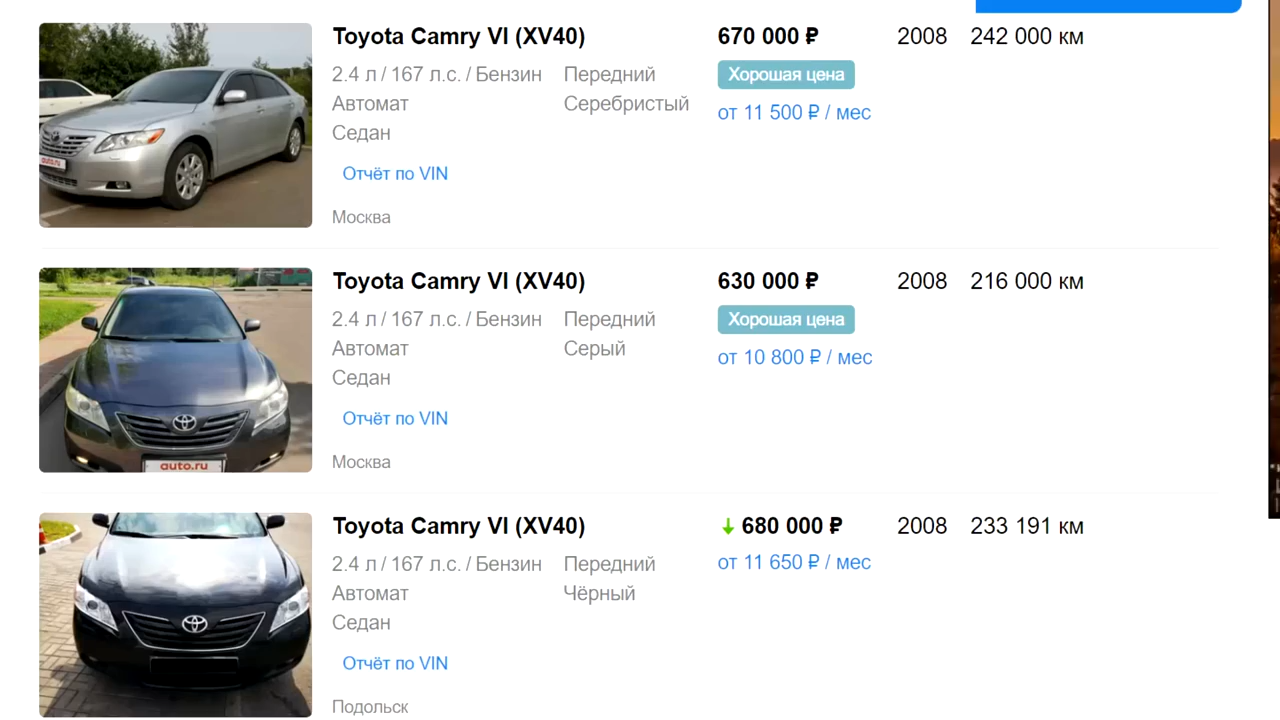 Toyota Camry VI (XV40) 670 000 ₽ 2008 242 000 км
2.4 л / 167 л.с. / Бензин Передний Хорошая цена
Автомат Серебристый от 11 500 ₽ / мес
Седан
Отчёт по VIN
Москва
auto.ru
Toyota Camry VI (XV40) 630 000 ₽ 2008 216 000 км
2.4 л / 167 л.с. / Бензин Передний Хорошая цена
Автомат Серый от 10 800 ₽ / мес
Седан
Отчёт по VIN
Москва
auto.ru
Toyota Camry VI (XV40) 680 000 ₽ 2008 233 191 км
2.4 л / 167 л.с. / Бензин Передний от 11 650 ₽ / мес
Автомат Чёрный
Седан
Отчёт по VIN
Подольск